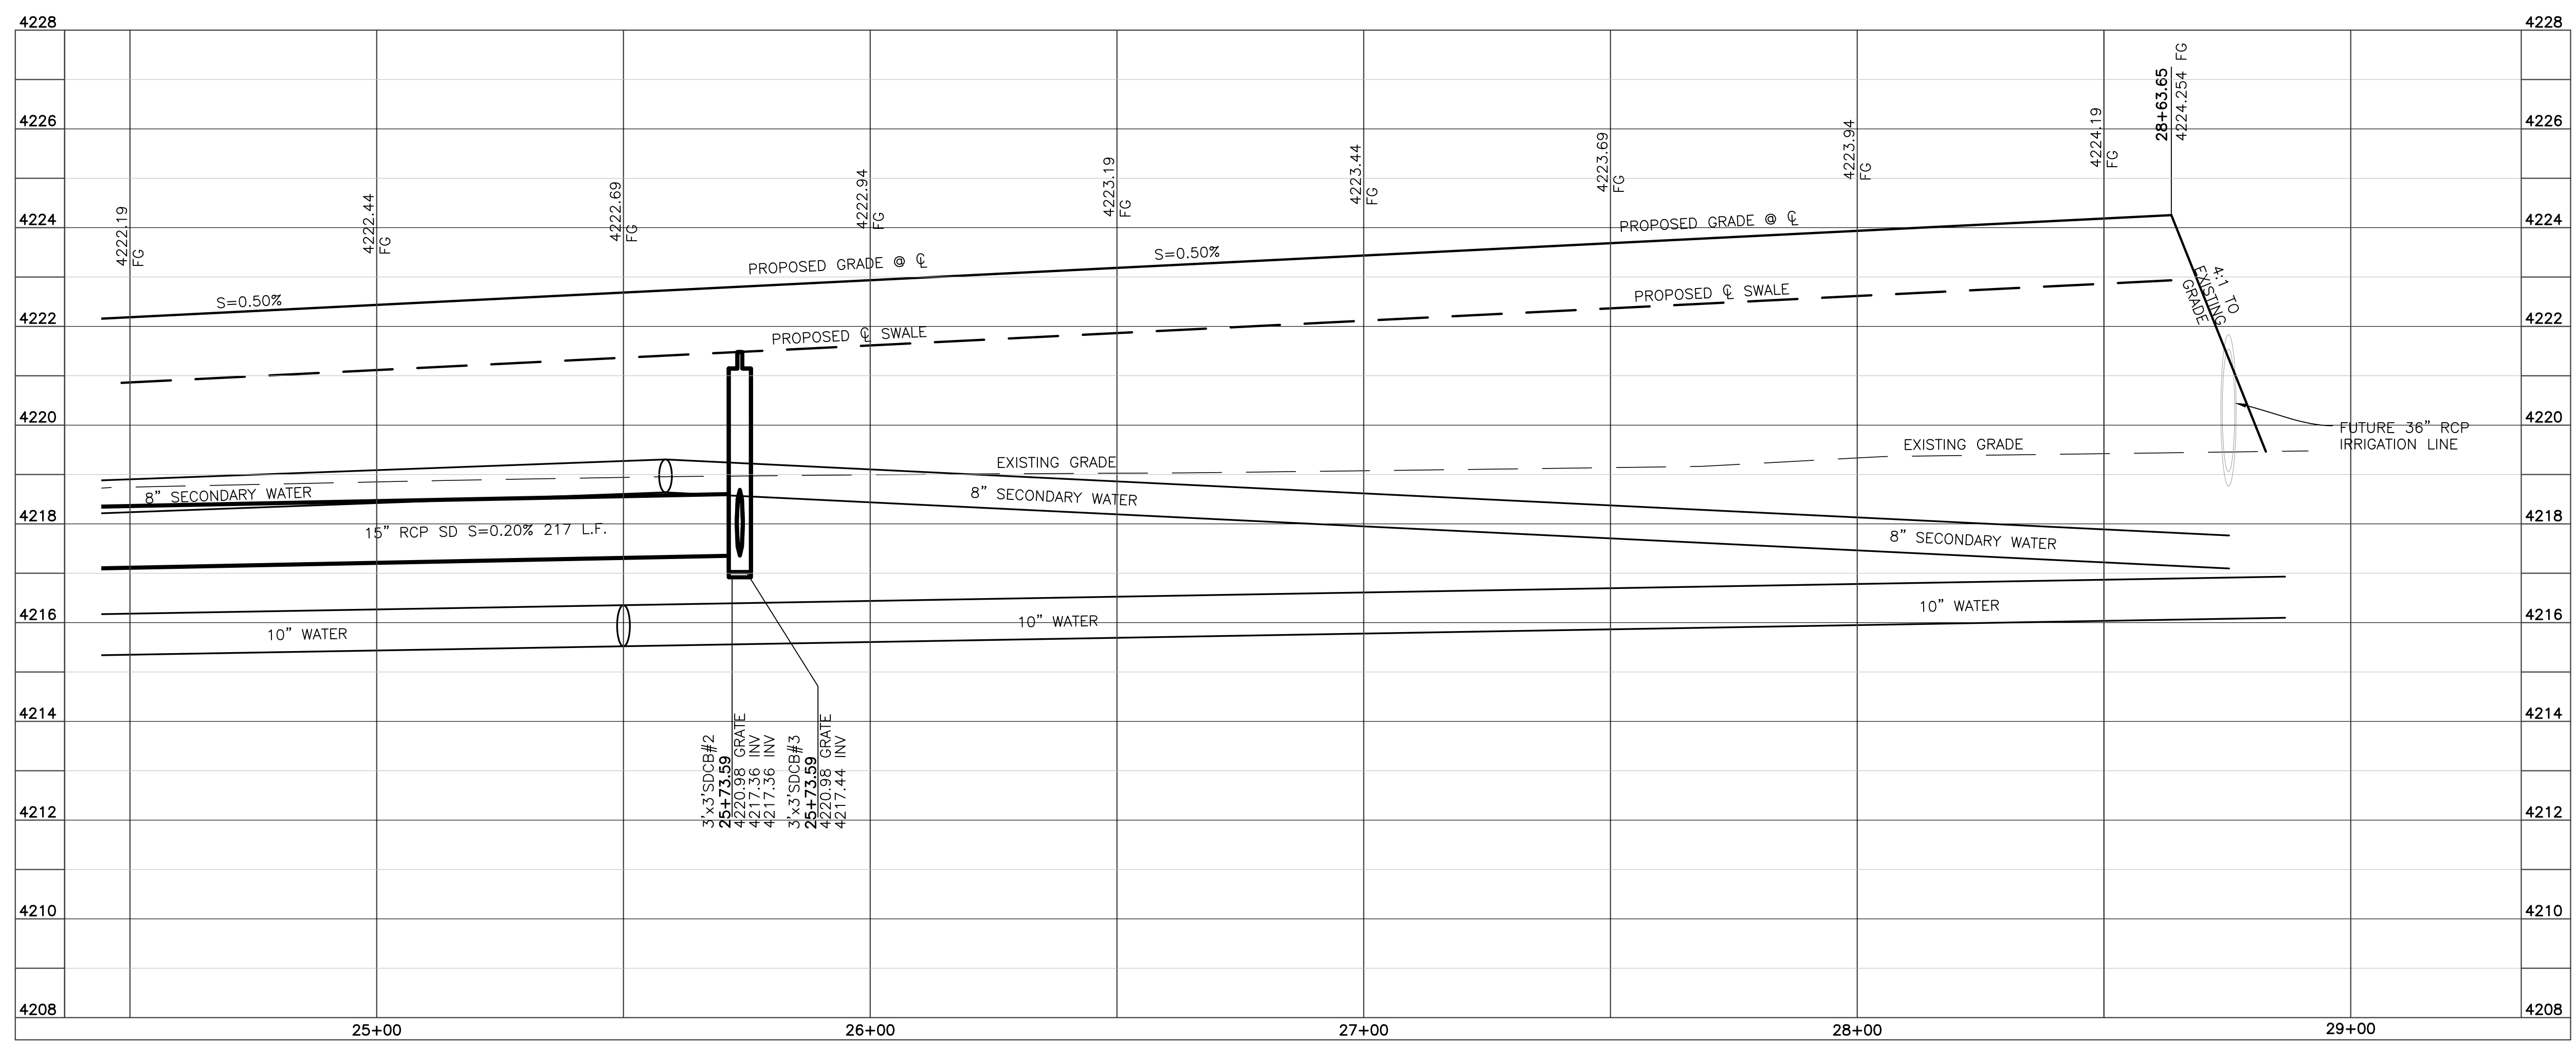 4228
4228
4226
4226
4224
4224
4222
4222
4220
4220
4218
4218
4216
4216
4214
4214
4212
4212
4210
4210
4208
4208
4222.19
FG
4222.44
FG
4222.69
FG
4222.94
FG
4223.19
FG
4223.44
FG
4223.69
FG
4223.94
FG
4224.19
FG
28+63.65
4224.254 FG
S=0.50%
PROPOSED GRADE @ ℄
S=0.50%
PROPOSED GRADE @ ℄
PROPOSED ℄ SWALE
PROPOSED ℄ SWALE
4:1 TO
EXISTING
GRADE
FUTURE 36” RCP
IRRIGATION LINE
EXISTING GRADE
EXISTING GRADE
8” SECONDARY WATER
8” SECONDARY WATER
8” SECONDARY WATER
15” RCP SD S=0.20% 217 L.F.
10” WATER
10” WATER
10” WATER
3'x3'SDCB#2
25+73.59
4220.98 GRATE
4217.36 INV
4217.36 INV
3'x3'SDCB#3
25+73.59
4220.98 GRATE
4217.44 INV
25+00
26+00
27+00
28+00
29+00